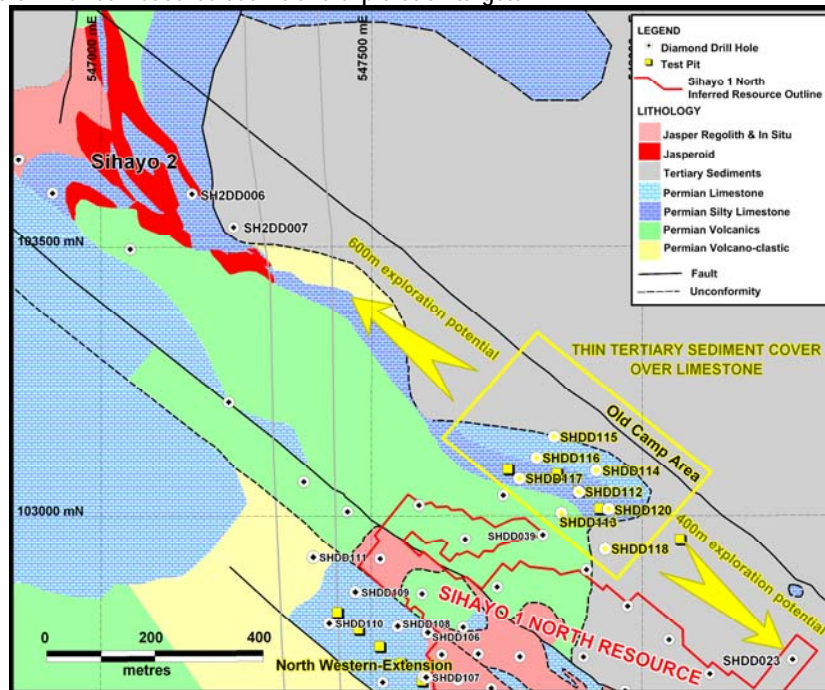 547000 mE
547500 mE
LEGEND
Diamond Drill Hole
Test Pit
Sihayo 1 North
Inferred Resource Outline
LITHOLOGY
Jasper Regolith & In Situ
Jasperoid
Tertiary Sediments
Permian Limestone
Permian Silty Limestone
Permian Volcanics
Permian Volcano-clastic
Fault
Unconformity
Sihayo 2
SH2DD006
SH2DD007
103500 mN
600m exploration potential
THIN TERTIARY SEDIMENT COVER
OVER LIMESTONE
Old Camp Area
SHDD115
SHDD116
SHDD114
SHDD117
SHDD112
SHDD120
SHDD113
103000 mN
SHDD039
SHDD118
400m exploration potential
SHDD111
SHDD109
SIHAYO 1 NORTH RESOURCE
SHDD110
SHDD108
SHDD106
SHDD023
0 200 400
metres
North Western-Extension
SHDD107